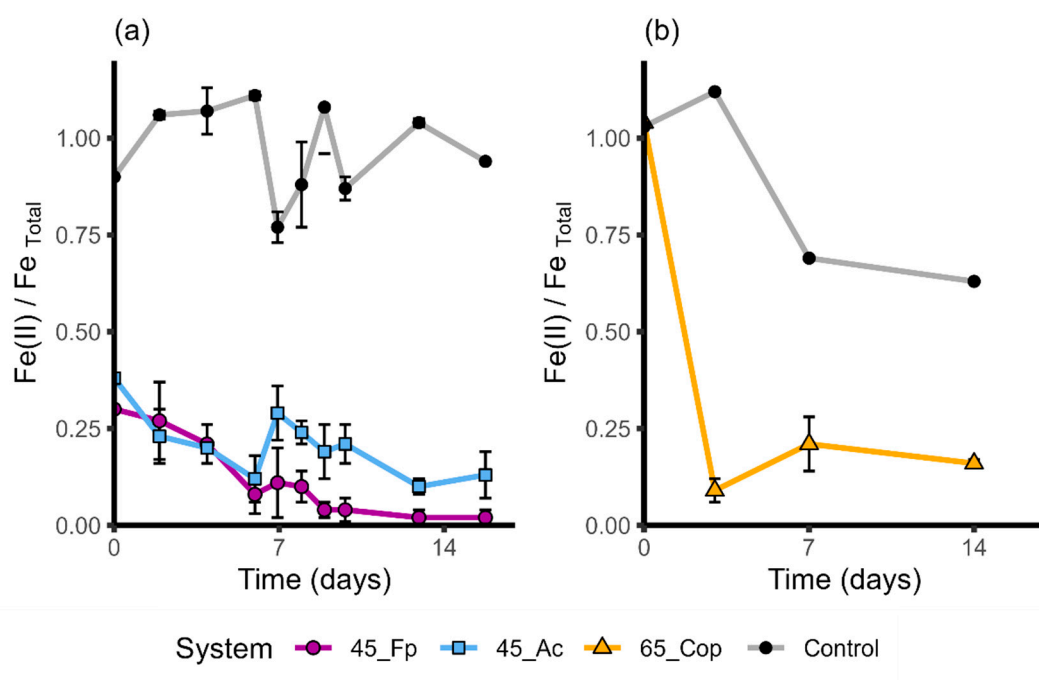 (a)
(b)
Fe(II) / Fe Total
1.00
0.75
0.50
0.25
0.00
0
7
14
Time (days)
Fe(II) / Fe Total
1.00
0.75
0.50
0.25
0.00
0
7
14
Time (days)
System 45_Fp 45_Ac 65_Cop Control